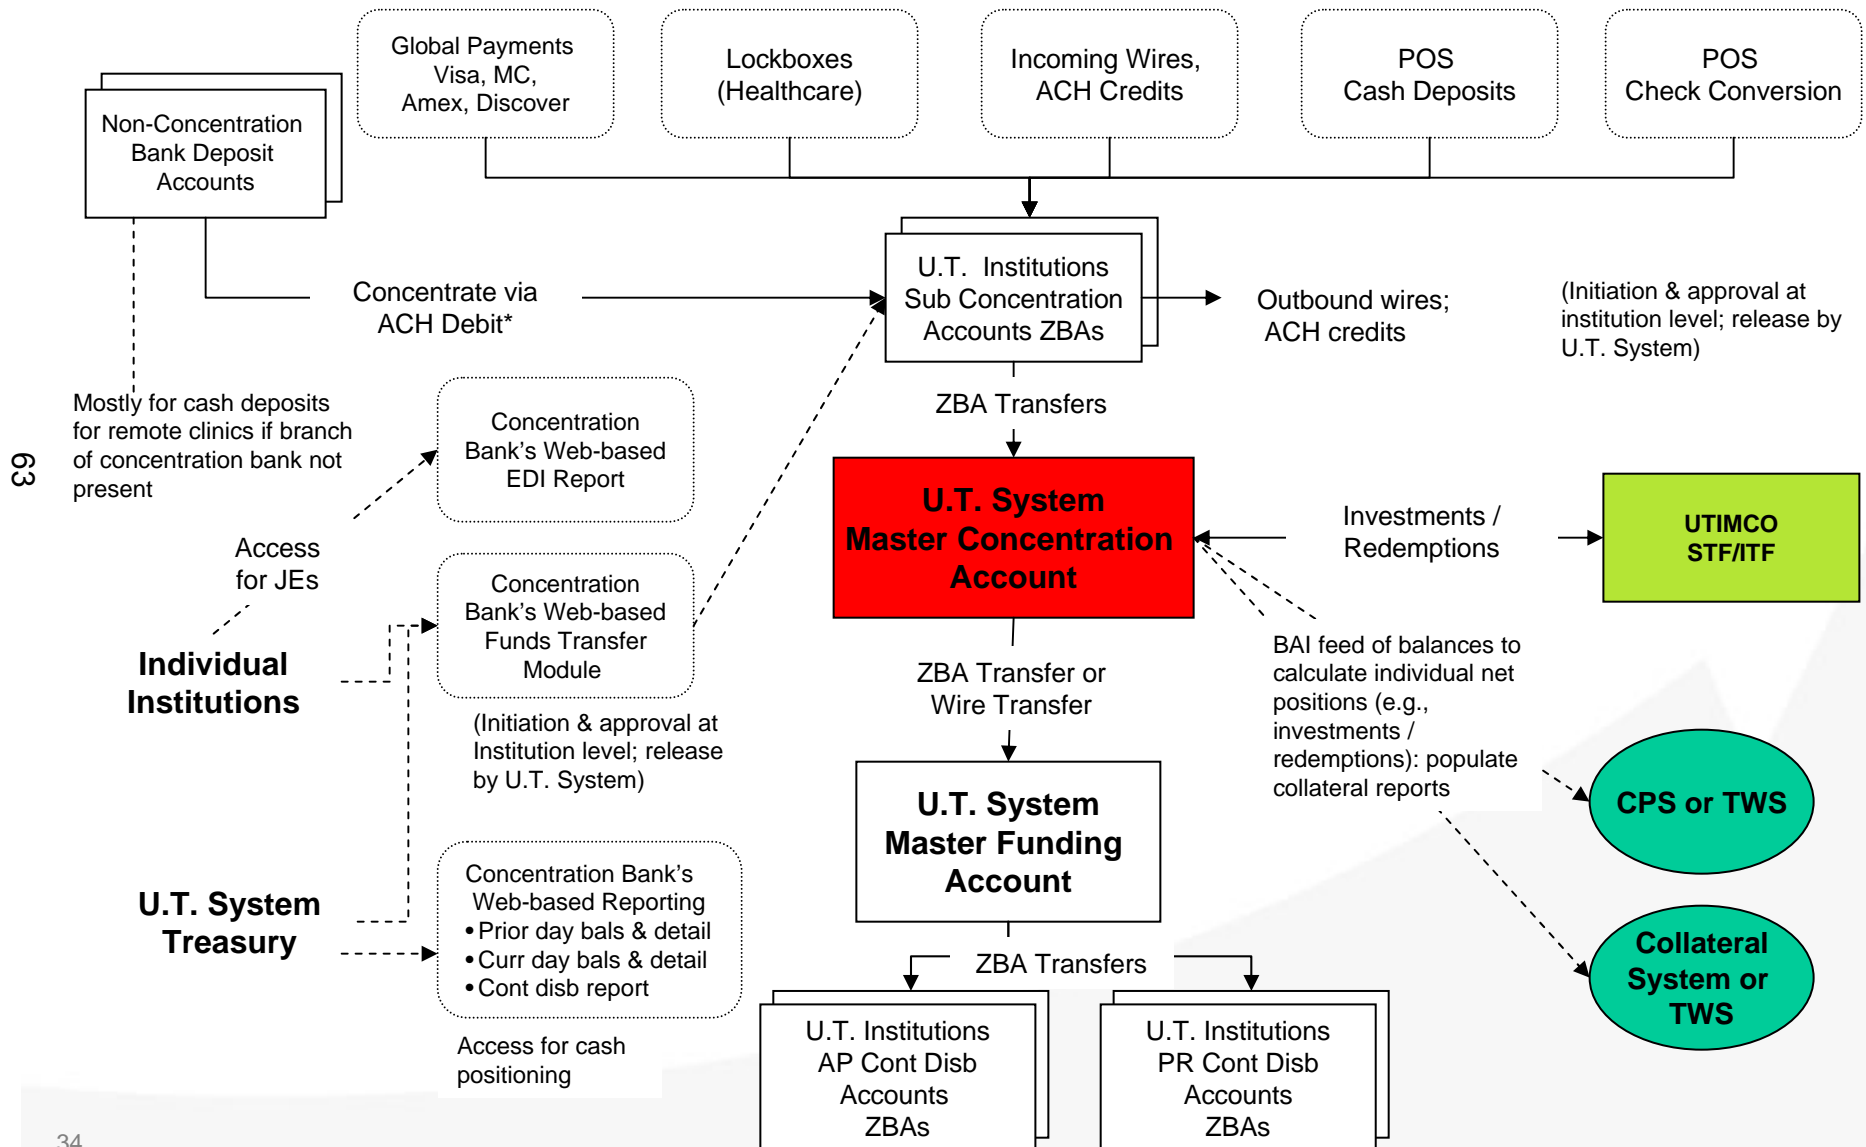 Global Payments
Visa, MC,
Amex, Discover
Lockboxes
(Healthcare)
Incoming Wires,
ACH Credits
POS
Cash Deposits
POS
Check Conversion
Non-Concentration
Bank Deposit
Accounts
U.T. Institutions
Sub Concentration
Accounts ZBAs
Concentrate via
ACH Debit*
Outbound wires;
ACH credits
(Initiation & approval at
institution level; release by
U.T. System)
Mostly for cash deposits
for remote clinics if branch
of concentration bank not
present
63
Concentration
Bank’s Web-based
EDI Report
ZBA Transfers
U.T. System
Master Concentration
Account
Investments /
Redemptions
UTIMCO
STF/ITF
Access
for JEs
Concentration
Bank’s Web-based
Funds Transfer
Module
Individual
Institutions
(Initiation & approval at
Institution level; release
by U.T. System)
ZBA Transfer or
Wire Transfer
BAI feed of balances to
calculate individual net
positions (e.g.,
investments /
redemptions): populate
collateral reports
CPS or TWS
U.T. System
Master Funding
Account
U.T. System
Treasury
Concentration Bank’s
Web-based Reporting
•Prior day bals & detail
•Curr day bals & detail
•Cont disb report
Collateral
System or
TWS
ZBA Transfers
Access for cash
positioning
U.T. Institutions
AP Cont Disb
Accounts
ZBAs
U.T. Institutions
PR Cont Disb
Accounts
ZBAs
34